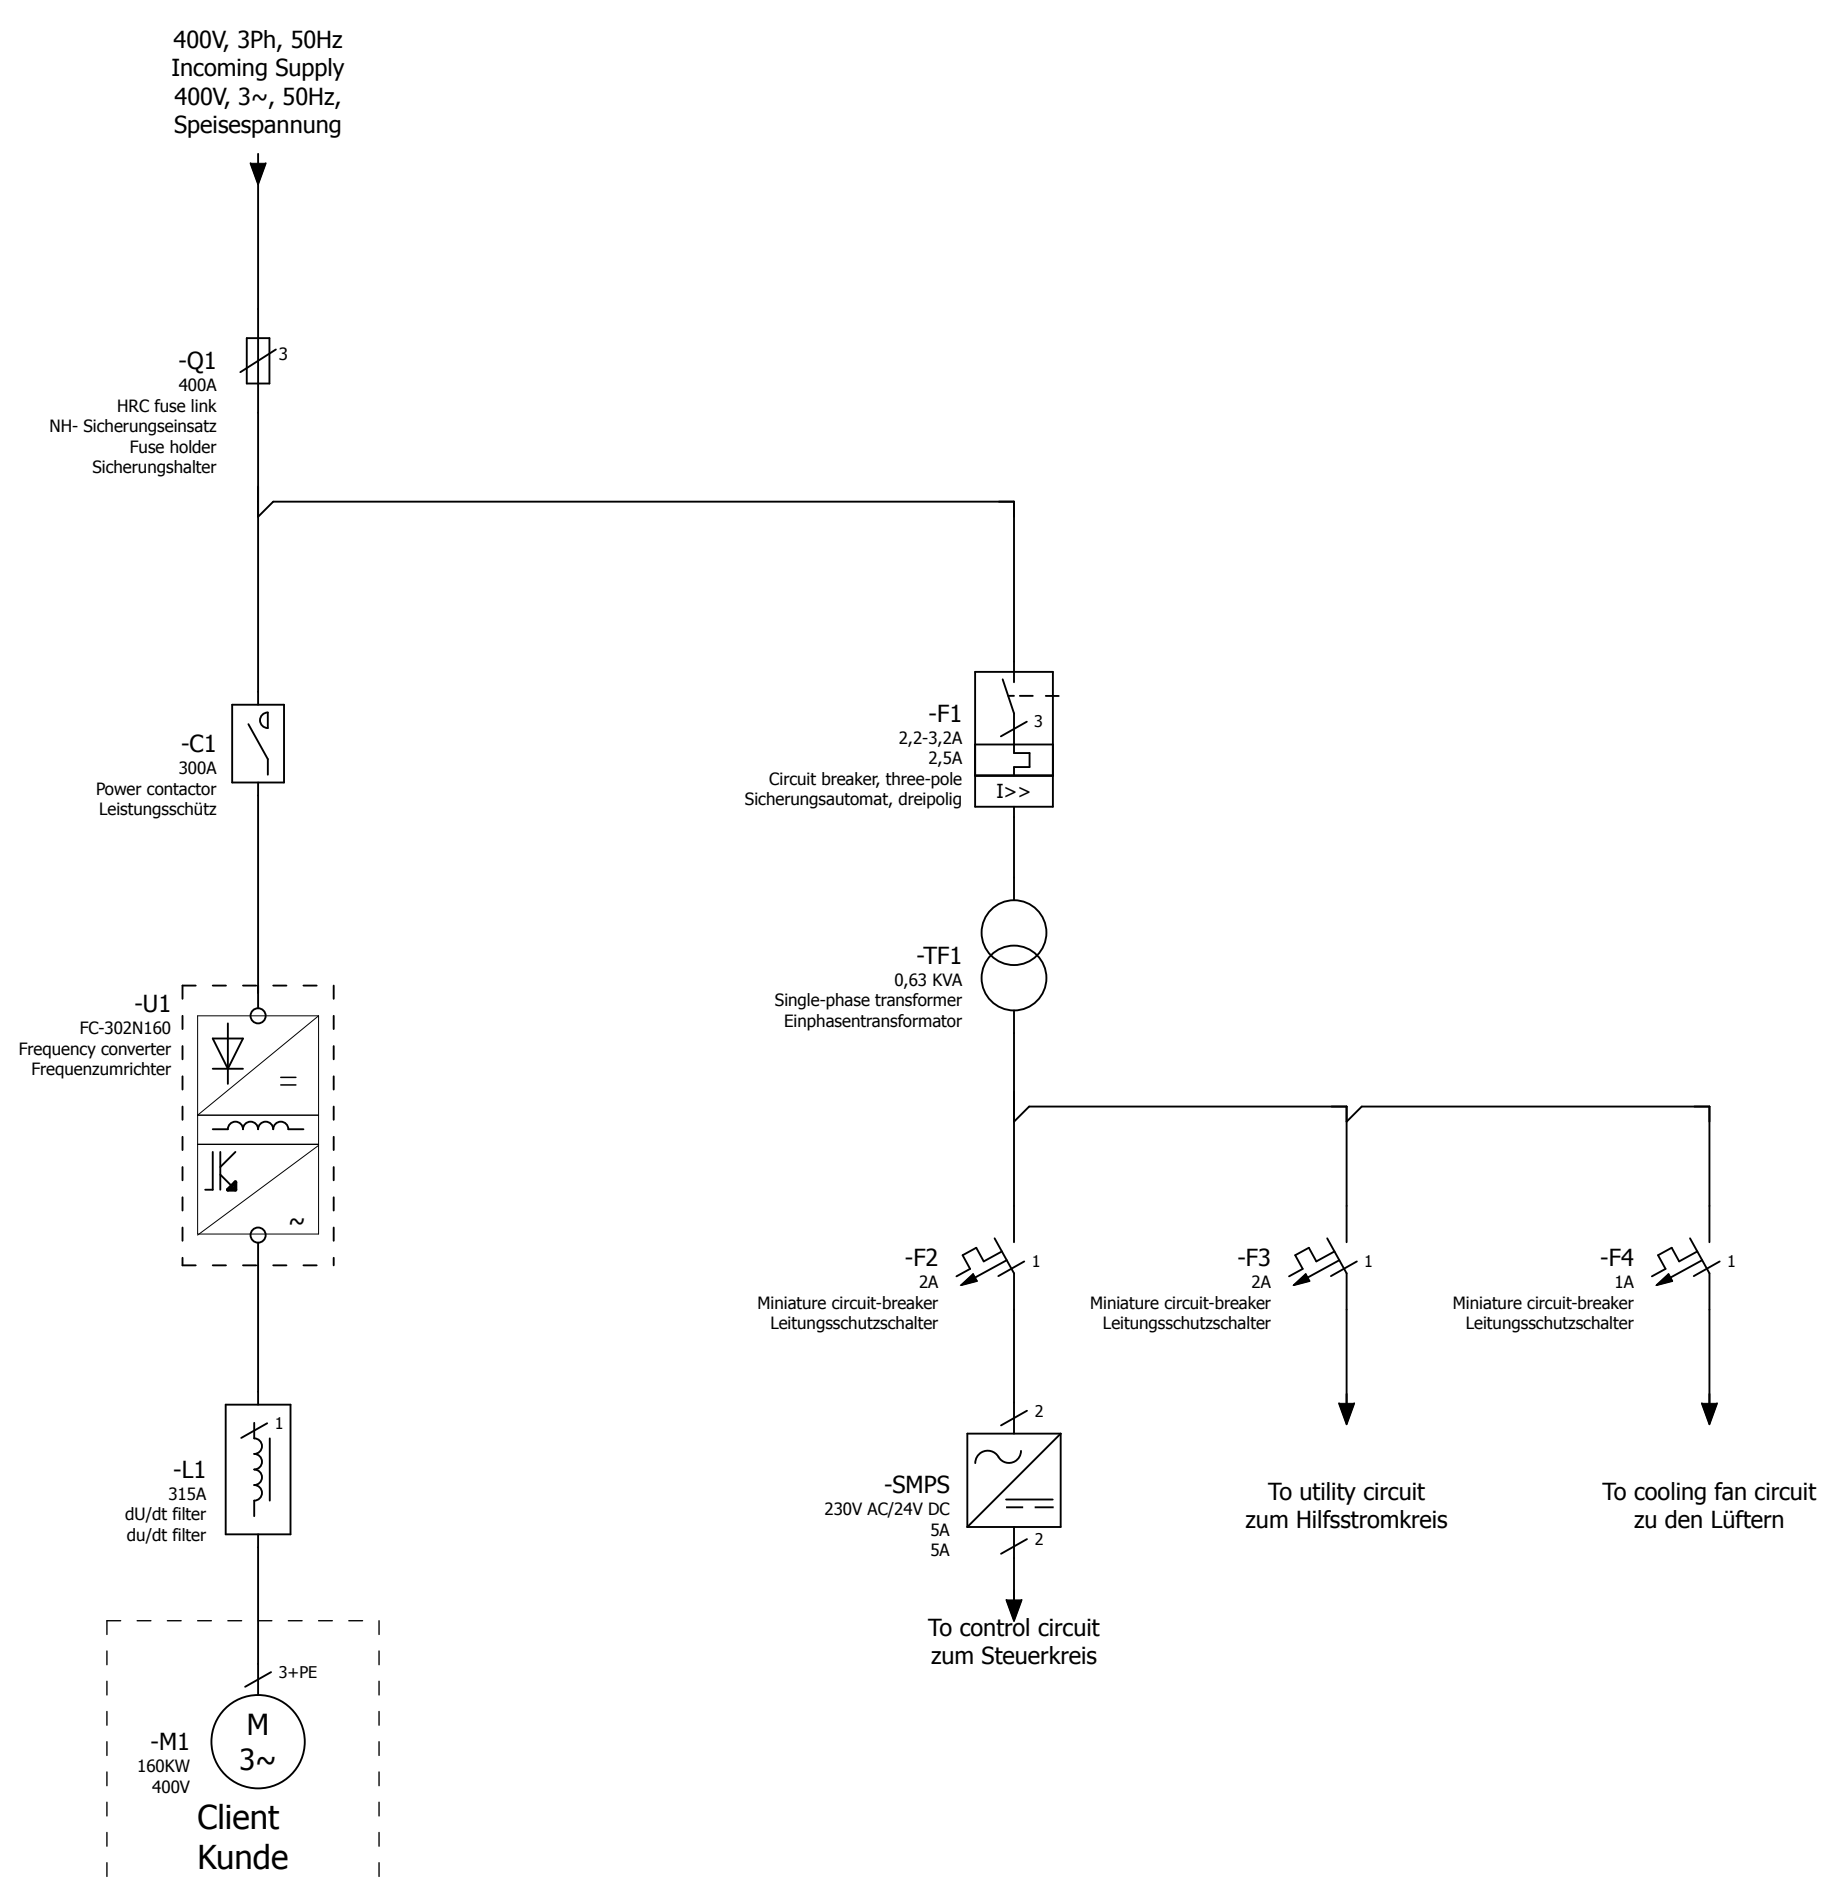 400V, 3Ph, 50Hz
Incoming Supply
400V, 3~, 50Hz,
Speisespannung
-Q1
3
400A
HRC fuse link
NH- Sicherungseinsatz
Fuse holder
Sicherungshalter
-C1
300A
Power contactor
Leistungsschütz
-F1
3
2,2-3,2A
2,5A
Circuit breaker, three-pole
Sicherungsautomat, dreipolig
I>>
-TF1
0,63 KVA
Single-phase transformer
Einphasentransformator
-U1
FC-302N160
Frequency converter
Frequenzumrichter
=
~
-F2
1
2A
Miniature circuit-breaker
Leitungsschutzschalter
-F3
1
2A
Miniature circuit-breaker
Leitungsschutzschalter
-F4
1
1A
Miniature circuit-breaker
Leitungsschutzschalter
-L1
1
315A
dU/dt filter
du/dt filter
2
-SMPS
230V AC/24V DC
5A
5A
2
To control circuit
zum Steuerkreis
To utility circuit
zum Hilfsstromkreis
To cooling fan circuit
zu den Lüftern
3+PE
M
3~
-M1
160KW
400V
Client
Kunde